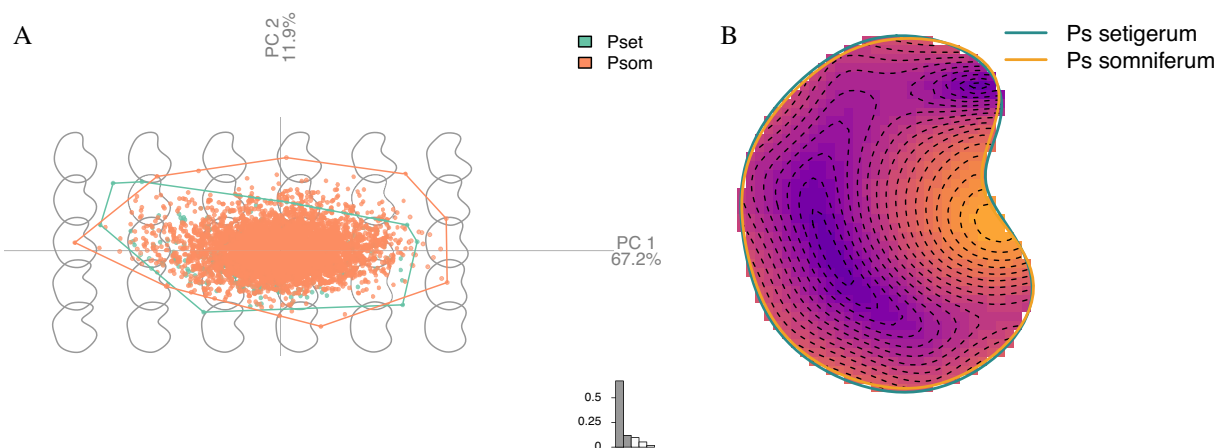 A
PC 2
11.9%
Pset
Psom
PC 1
67.2%
0.5
0.25
0
B
Ps setigerum
Ps somniferum